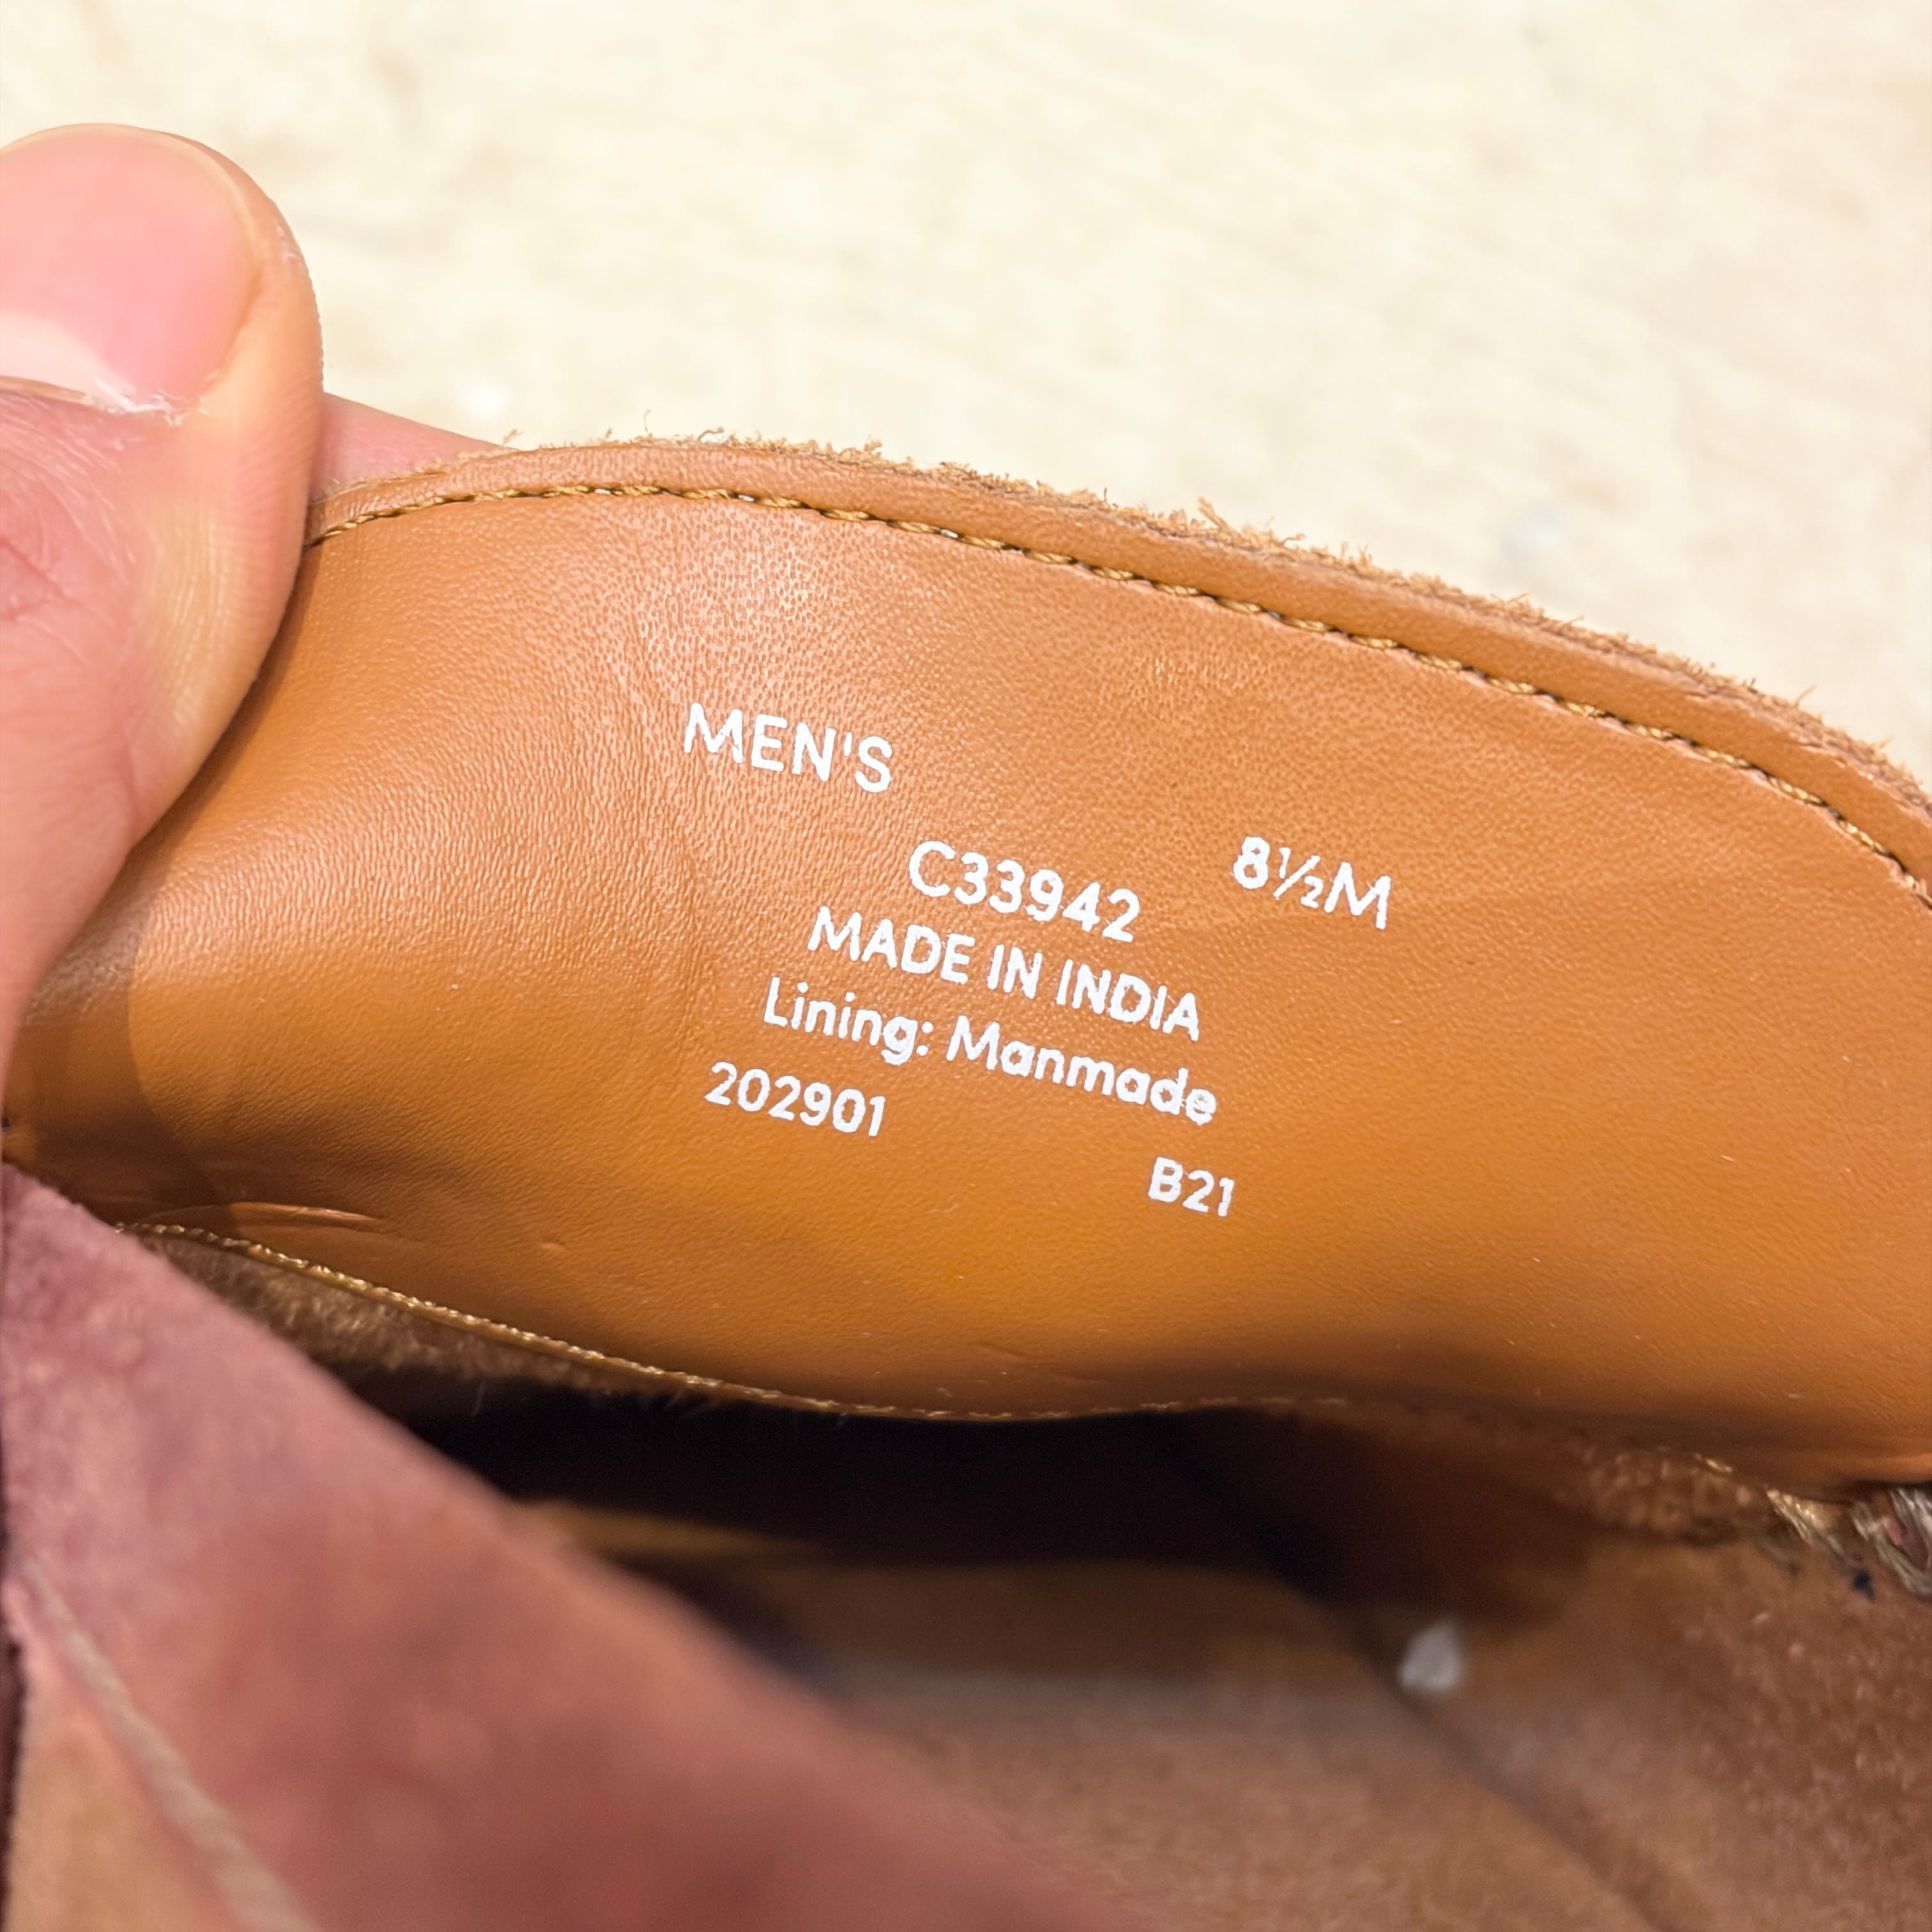 MEN'S
C33942 8½M
MADE IN INDIA
Lining: Manmade
202901 B21